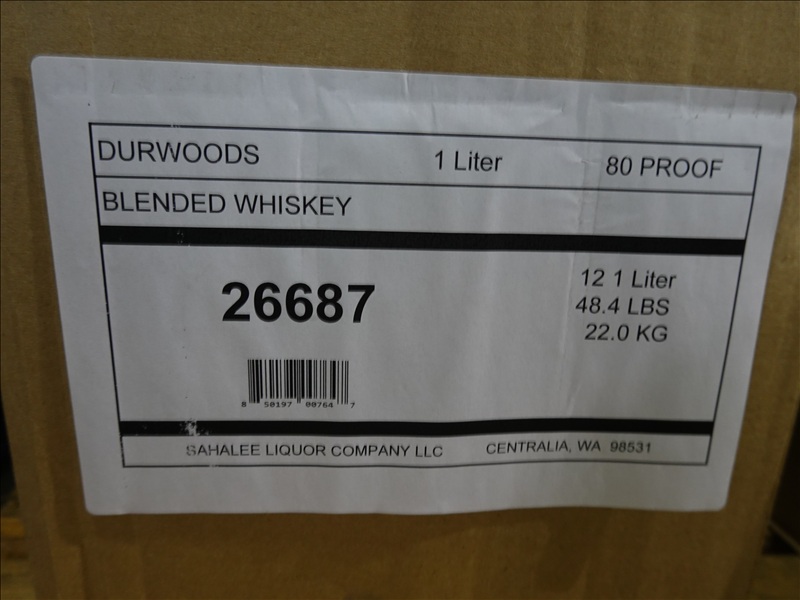 DURWOODS 1 Liter 80 PROOF
BLENDED WHISKEY
26687
12 1 Liter
48.4 LBS
22.0 KG
8 50197 00764 7
SAHALEE LIQUOR COMPANY LLC CENTRALIA, WA 98531